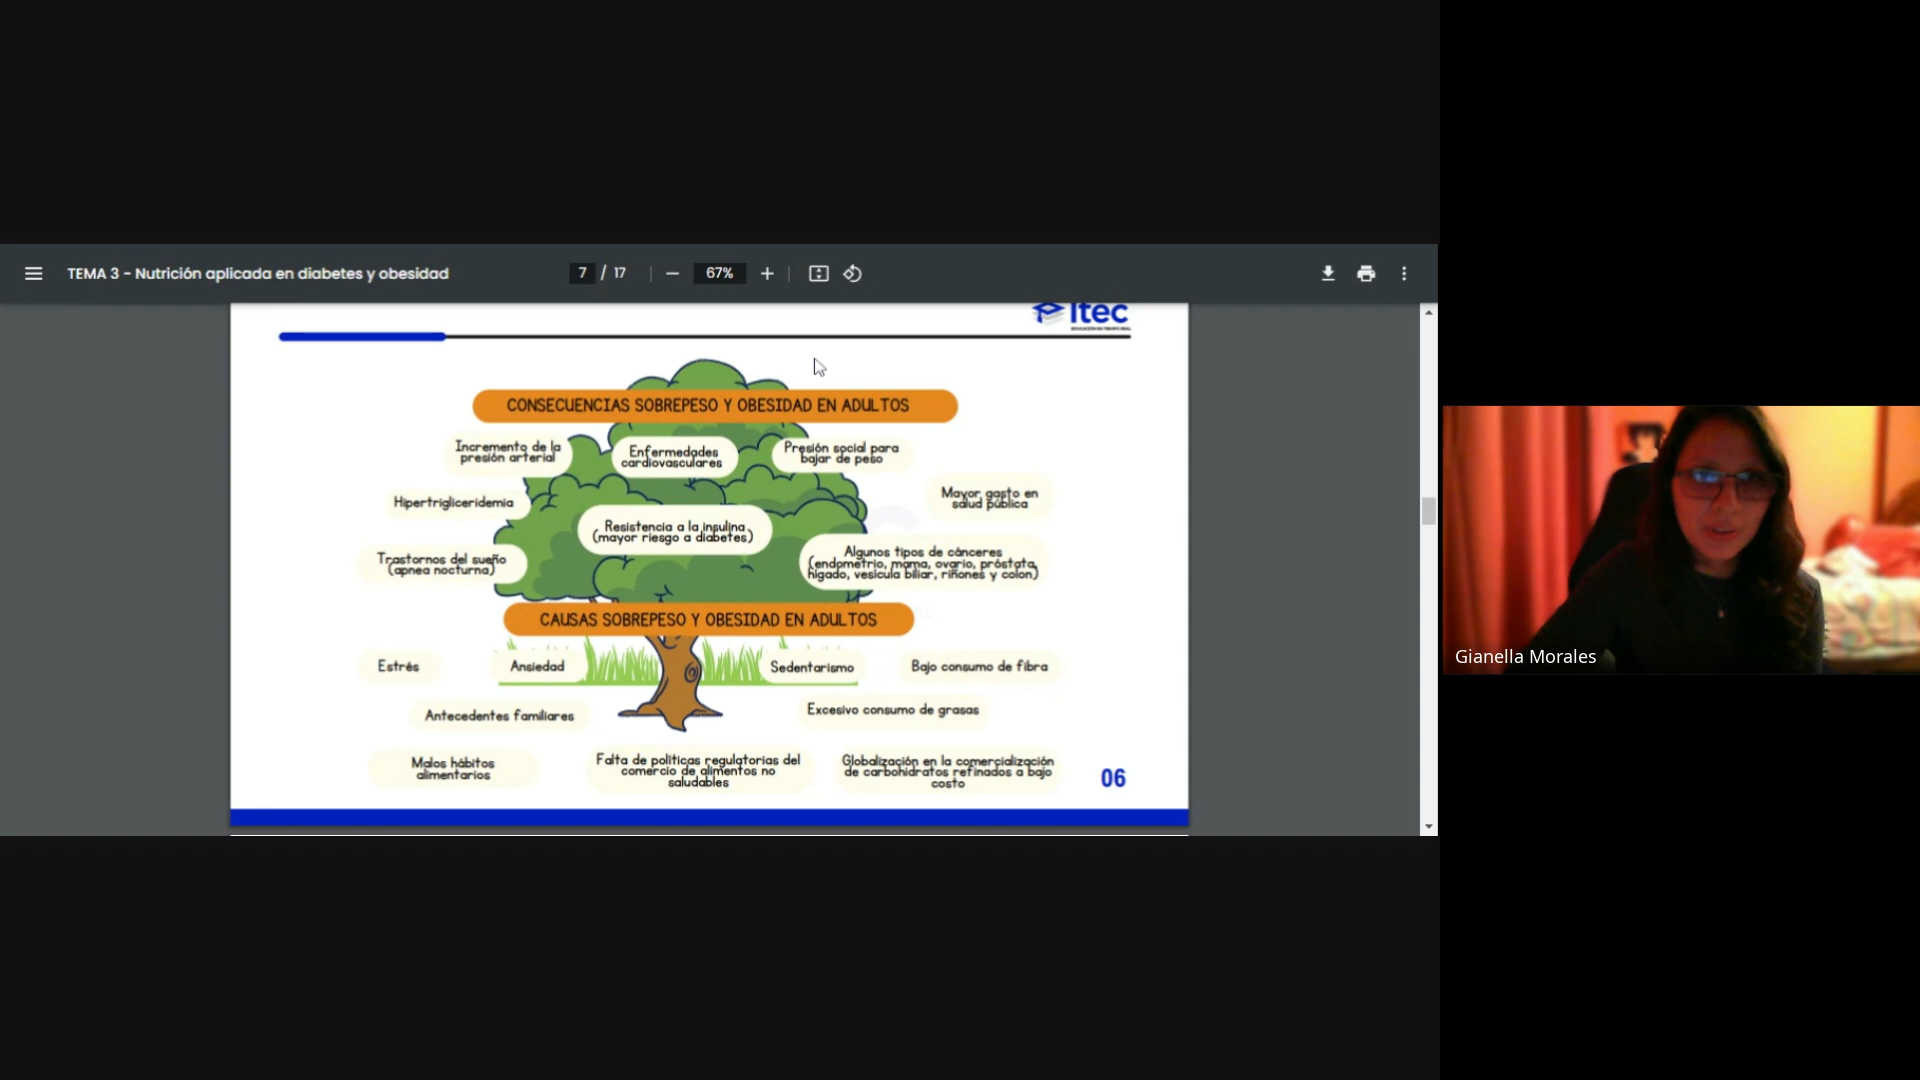 TEMA 3 - Nutrición aplicada en diabetes y obesidad
7 / 17
67%
Itec
CONSECUENCIAS SOBREPESO Y OBESIDAD EN ADULTOS
Incremento de la
presión arterial
Enfermedades
cardiovasculares
Presión social para
bajar de peso
Hipertrigliceridemia
Mayor gasto en
salud pública
Resistencia a la insulina
(mayor riesgo a diabetes)
Trastornos del sueño
(apnea nocturna)
Algunos tipos de cánceres
(endometrio, mama, ovario, próstata,
hígado, vesícula biliar, riñones y colon)
CAUSAS SOBREPESO Y OBESIDAD EN ADULTOS
Estrés
Ansiedad
Sedentarismo
Bajo consumo de fibra
Antecedentes familiares
Excesivo consumo de grasas
Malos hábitos
alimentarios
Falta de políticas regulatorias del
comercio de alimentos no
saludables
Globalización en la comercialización
de carbohidratos refinados a bajo
costo
06
Gianella Morales